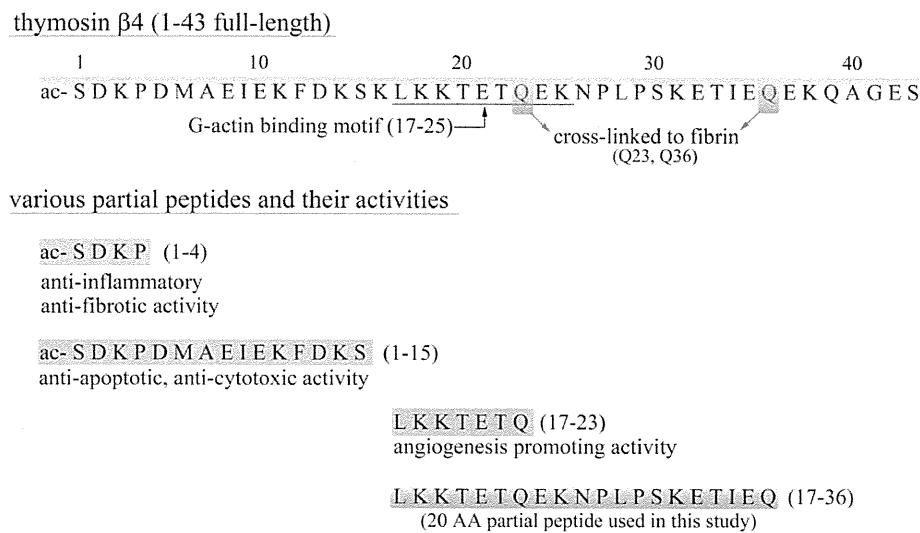 thymosin β4 (1-43 full-length)
1 10 20 30 40
ac- S D K P D M A E I E K F D K S K L K K T E T Q E K N P L P S K E T I E Q E K Q A G E S
G-actin binding motif (17-25)
cross-linked to fibrin
(Q23, Q36)
various partial peptides and their activities
ac- S D K P (1-4)
anti-inflammatory
anti-fibrotic activity
ac- S D K P D M A E I E K F D K S (1-15)
anti-apoptotic, anti-cytotoxic activity
L K K T E T Q (17-23)
angiogenesis promoting activity
L K K T E T Q E K N P L P S K E T I E Q (17-36)
(20 AA partial peptide used in this study)